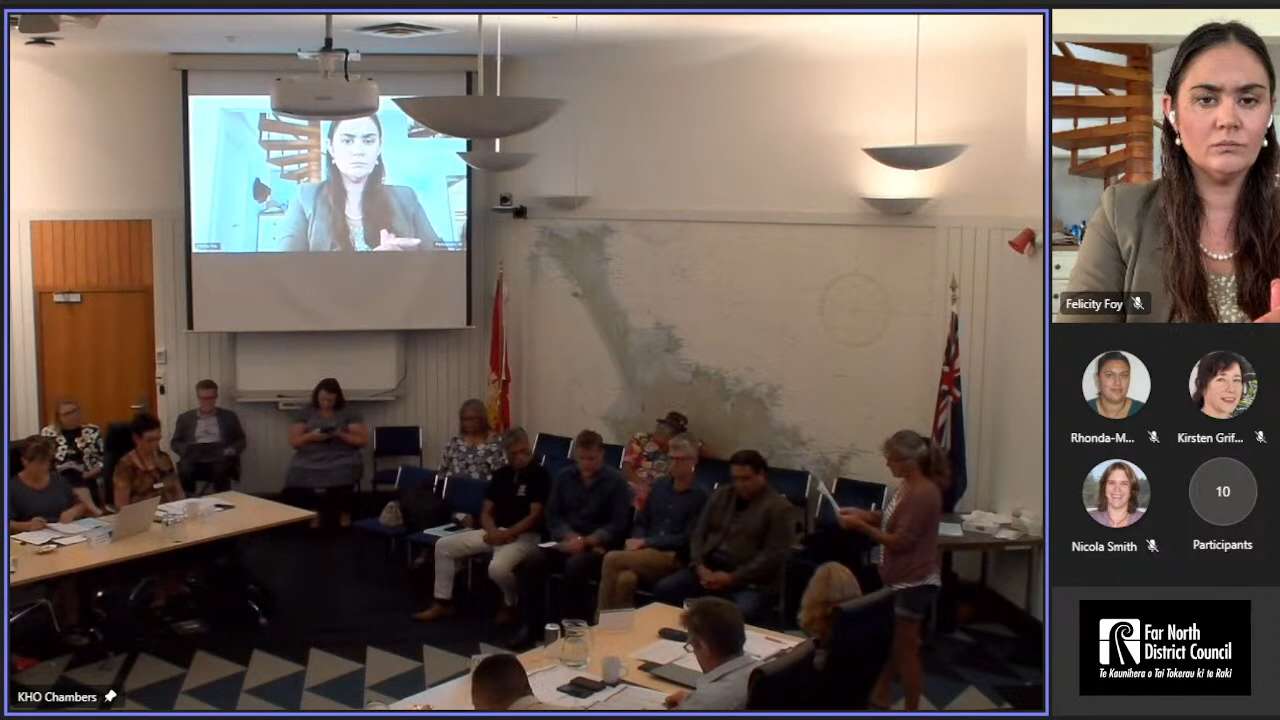 Felicity Foy
Rhonda-M...
Kirsten Grif...
Nicola Smith
10
Participants
KHO Chambers
Far North
District Council
Te Kaunihera o Tai Tokerau ki te Raki